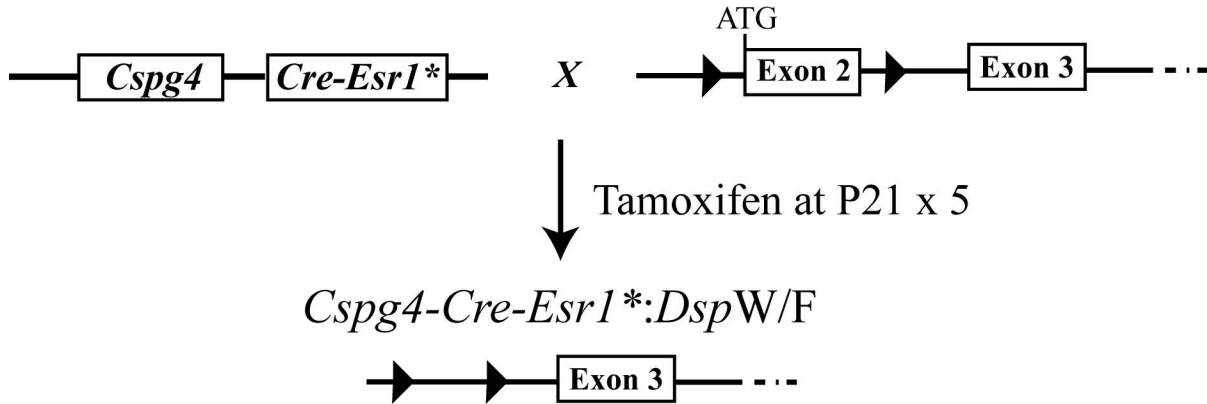 ATG
Cspg4 Cre-Esr1* X Exon 2 Exon 3
Tamoxifen at P21 x 5
Cspg4-Cre-Esr1*:DspW/F
Exon 3